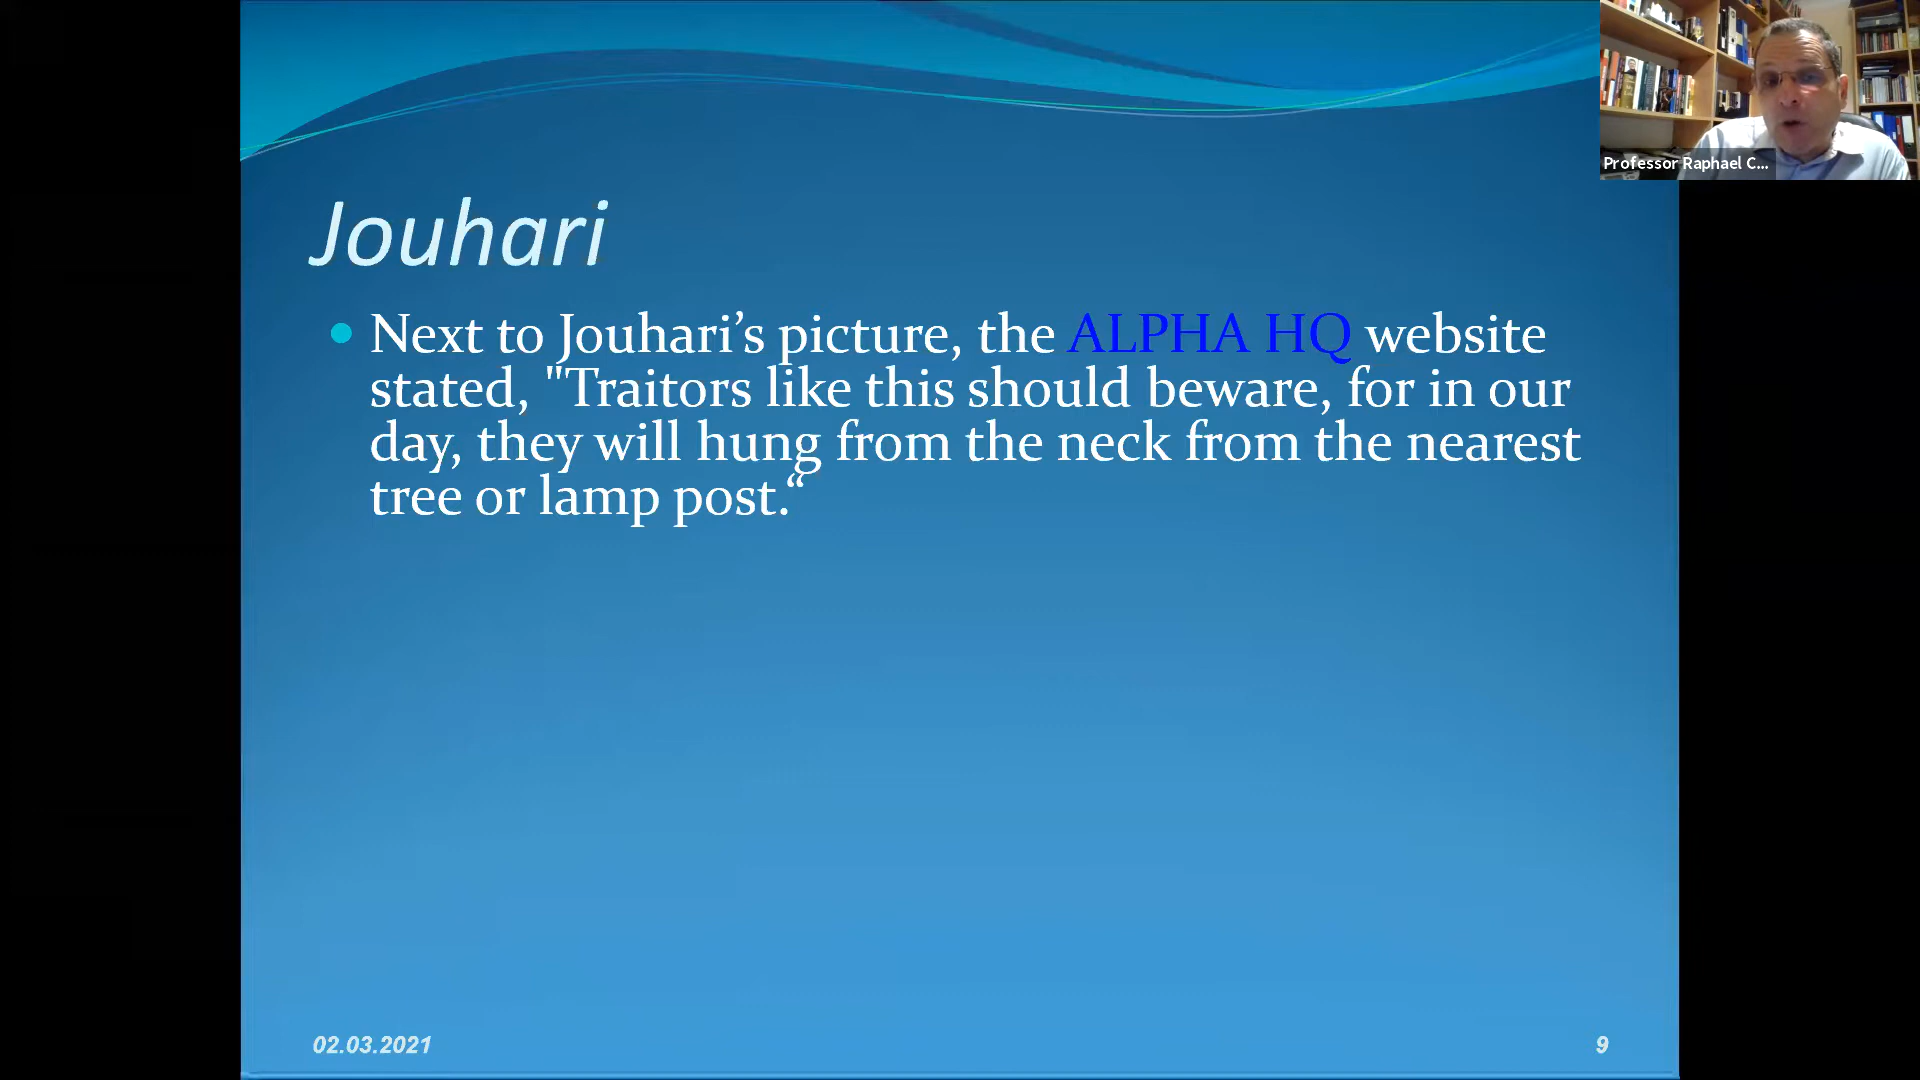 Professor Raphael C...
Jouhari
Next to Jouhari’s picture, the ALPHA HQ website
stated, "Traitors like this should beware, for in our
day, they will hung from the neck from the nearest
tree or lamp post.“
02.03.2021
9